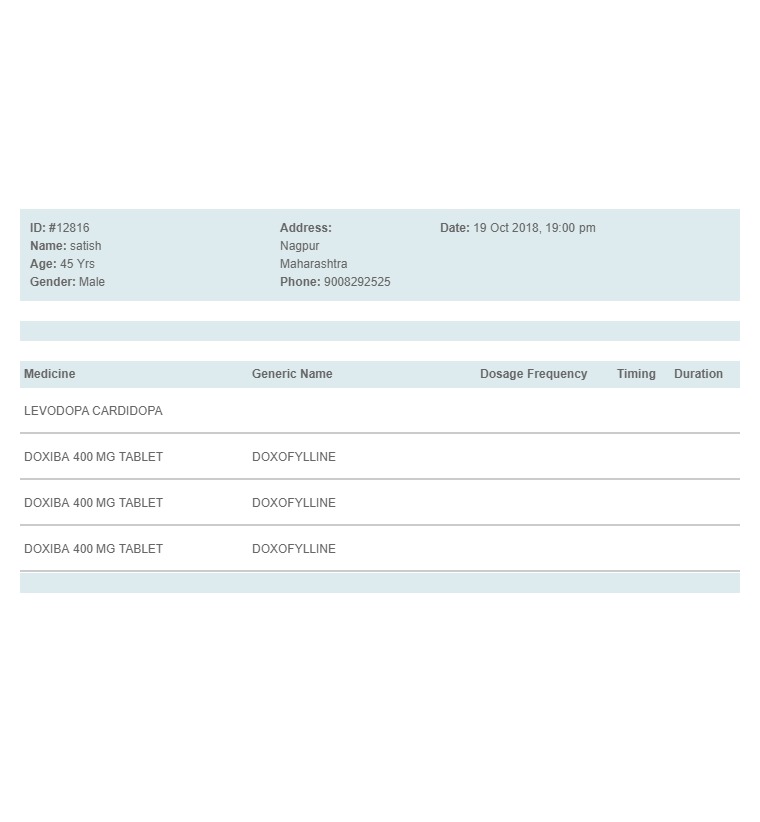 ID: #12816 Address: Date: 19 Oct 2018, 19:00 pm
Name: satish Nagpur
Age: 45 Yrs Maharashtra
Gender: Male Phone: 9008292525
Medicine Generic Name Dosage Frequency Timing Duration
LEVODOPA CARDIDOPA
DOXIBA 400 MG TABLET DOXOFYLLINE
DOXIBA 400 MG TABLET DOXOFYLLINE
DOXIBA 400 MG TABLET DOXOFYLLINE